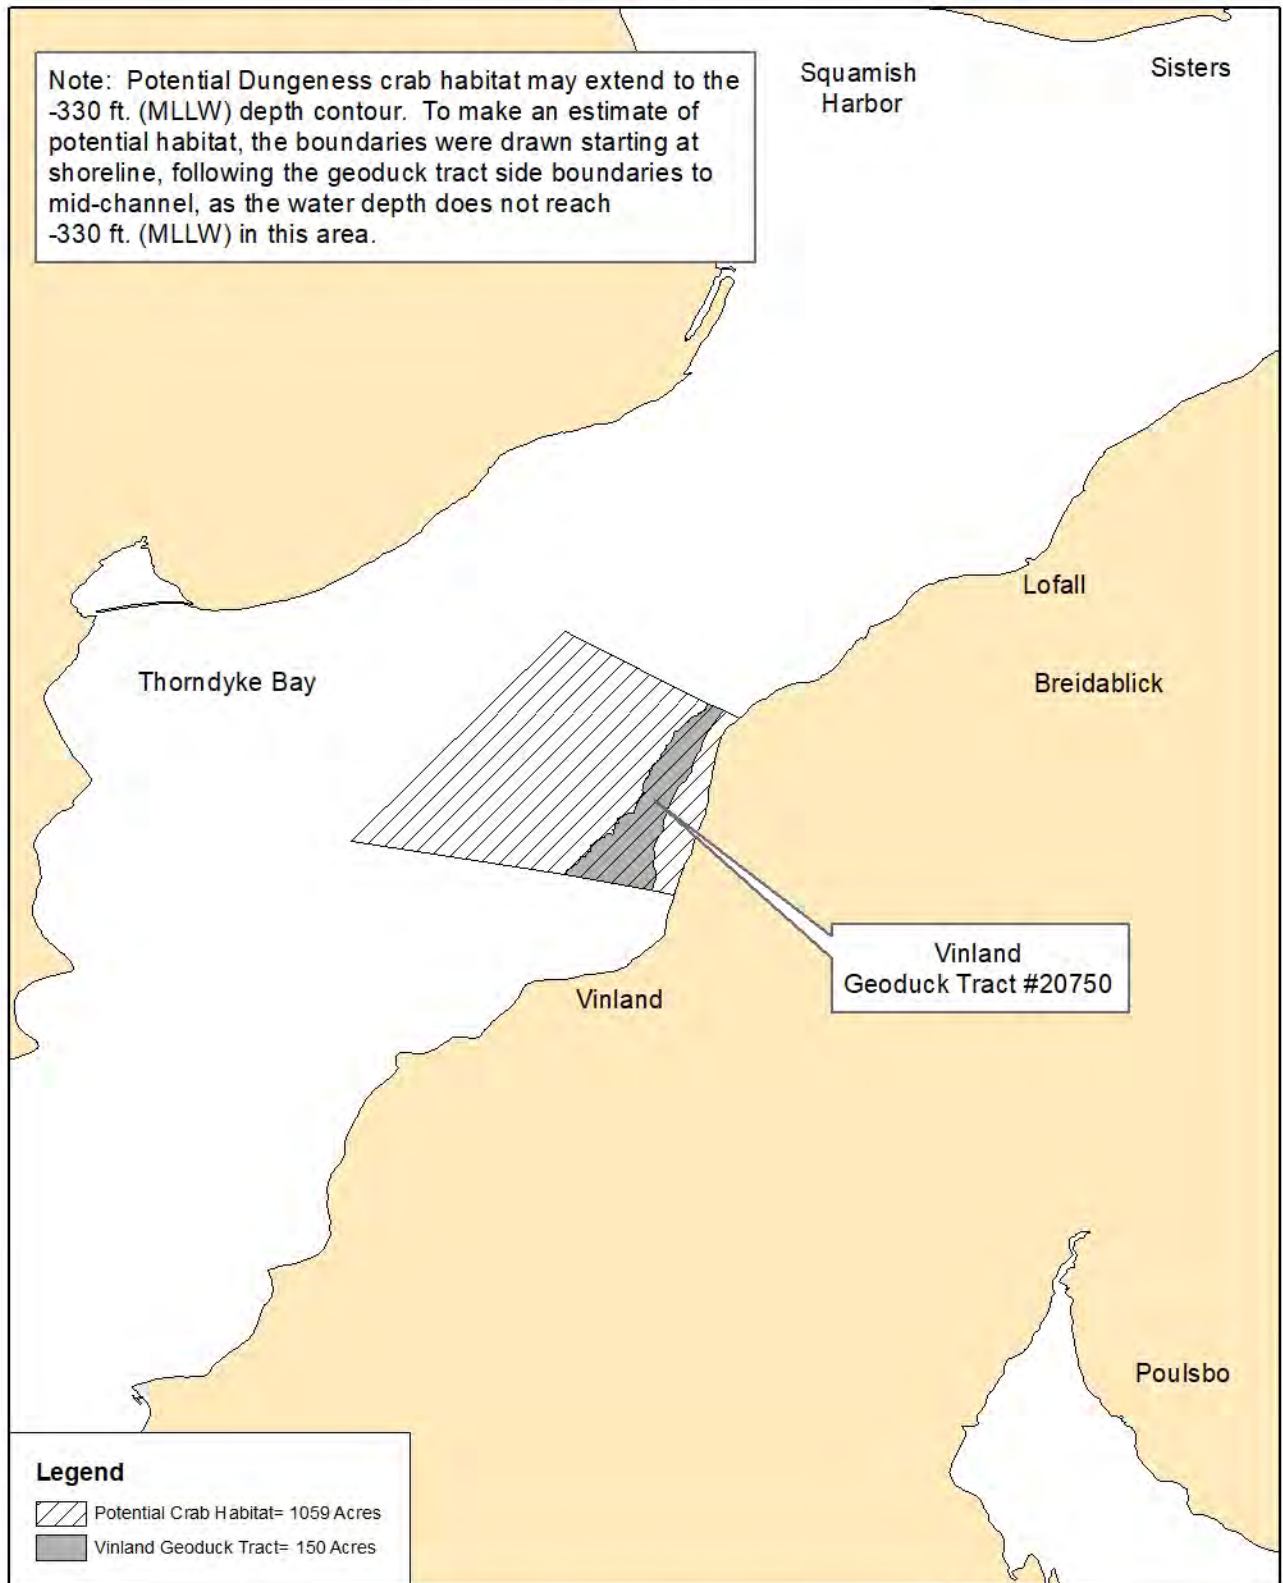 Note: Potential Dungeness crab habitat may extend to the
-330 ft. (MLLW) depth contour. To make an estimate of
potential habitat, the boundaries were drawn starting at
shoreline, following the geoduck tract side boundaries to
mid-channel, as the water depth does not reach
-330 ft. (MLLW) in this area.
Squamish
Harbor
Sisters
Lofall
Thorndyke Bay
Breidablick
Vinland
Geoduck Tract #20750
Vinland
Poulsbo
Legend
Potential Crab Habitat= 1059 Acres
Vinland Geoduck Tract= 150 Acres